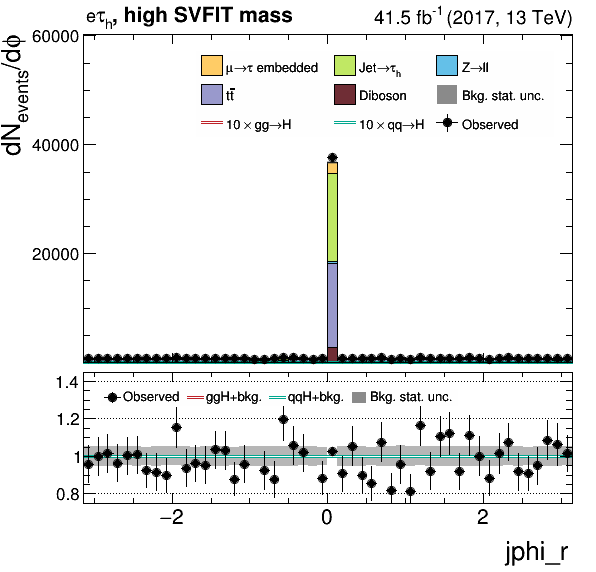 eτh, high SVFIT mass 41.5 fb-1 (2017, 13 TeV)
dNevents/dϕ
60000
40000
20000
μ→τ embedded Jet→τh Z→ll
tt̄ Diboson Bkg. stat. unc.
10 × gg→H 10 × qq→H Observed
1.4
1.2
1
0.8
Observed ggH+bkg. qqH+bkg. Bkg. stat. unc.
−2 0 2
jphi_r